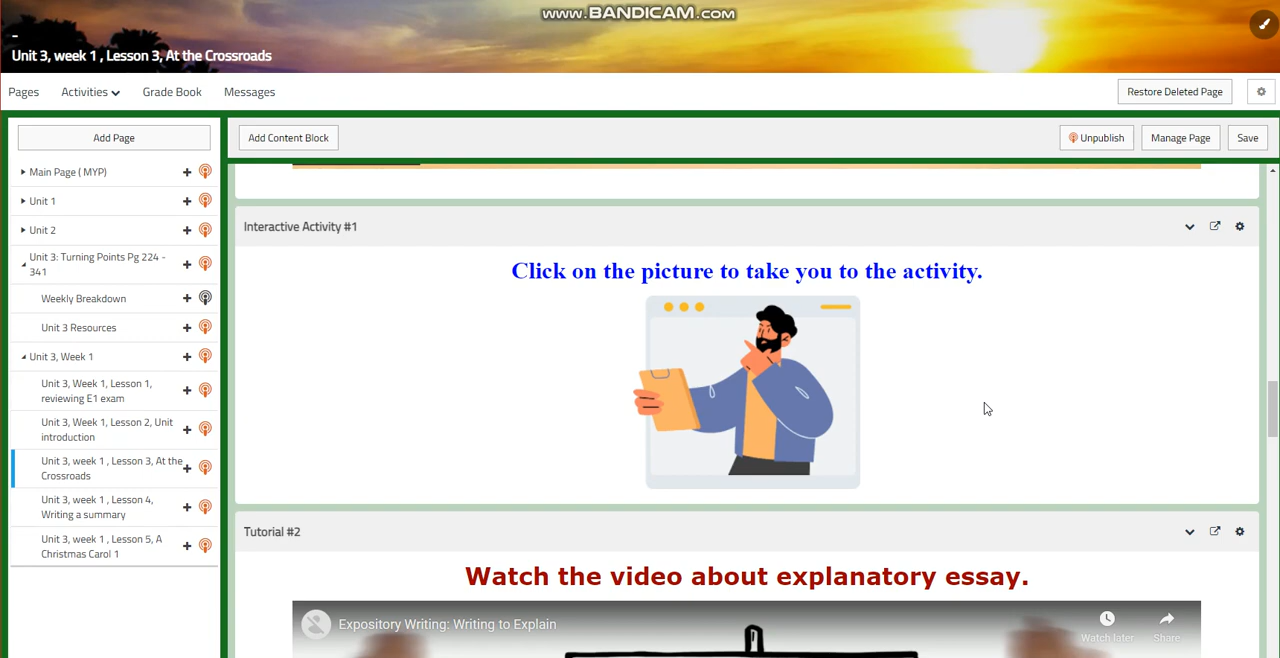 www.BANDICAM.com
-
Unit 3, week 1 , Lesson 3, At the Crossroads
Pages
Activities
Grade Book
Messages
Restore Deleted Page
Add Page
Main Page ( MYP)
Unit 1
Unit 2
Unit 3: Turning Points Pg 224 -
341
Weekly Breakdown
Unit 3 Resources
Unit 3, Week 1
Unit 3, Week 1, Lesson 1,
reviewing E1 exam
Unit 3, Week 1, Lesson 2, Unit
introduction
Unit 3, week 1 , Lesson 3, At the
Crossroads
Unit 3, week 1 , Lesson 4,
Writing a summary
Unit 3, week 1 , Lesson 5, A
Christmas Carol 1
Add Content Block
Unpublish
Manage Page
Save
Interactive Activity #1
Click on the picture to take you to the activity.
Tutorial #2
Watch the video about explanatory essay.
Expository Writing: Writing to Explain
Watch later
Share